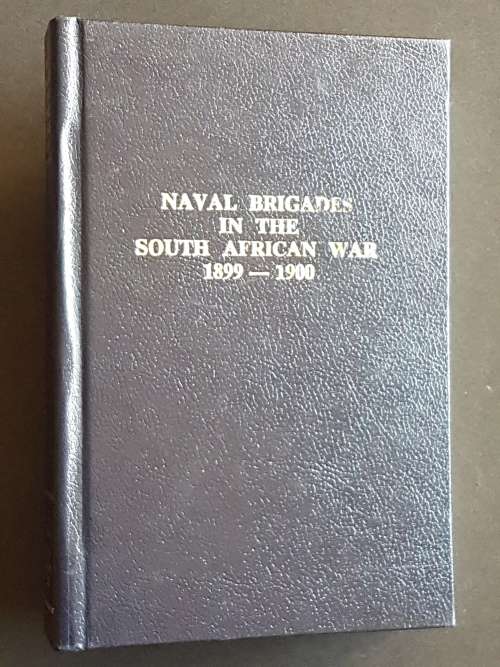 NAVAL BRIGADES
IN THE
SOUTH AFRICAN WAR
1899 — 1900